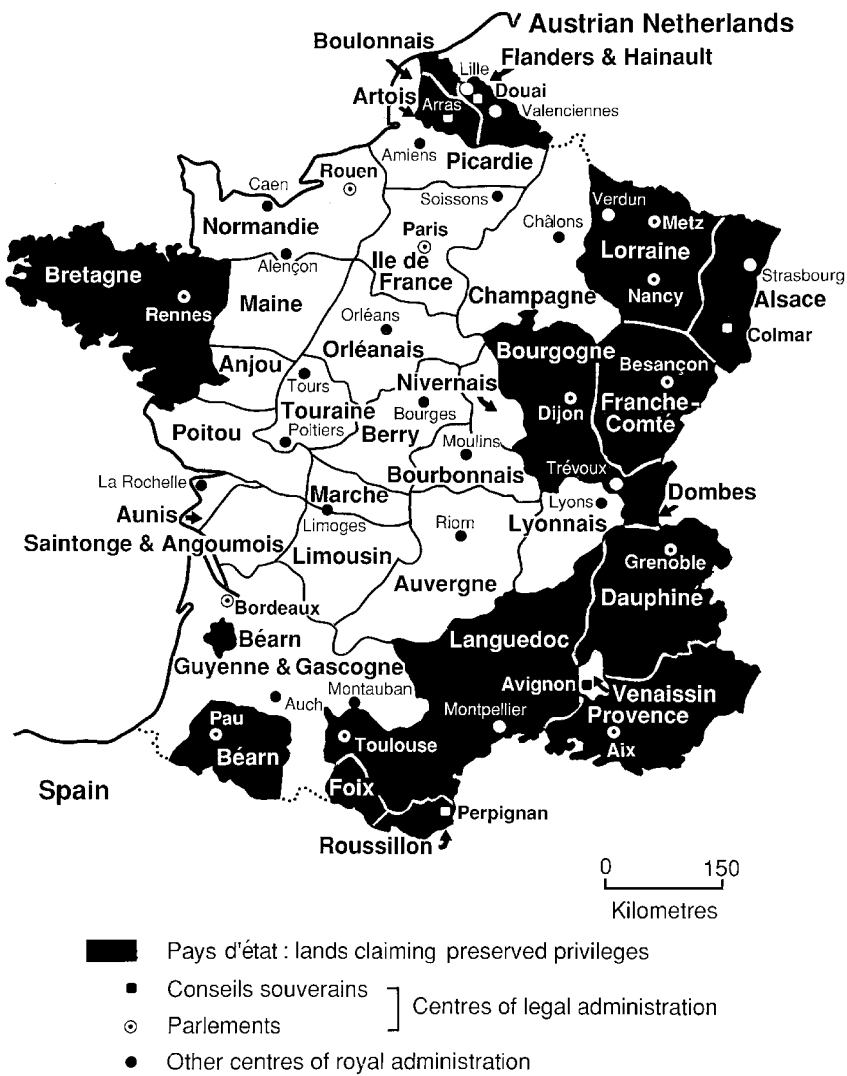 Austrian Netherlands
Boulonnais
Flanders & Hainault
Lille
Artois
Douai
Arras
Valenciennes
Amiens
Picardie
Rouen
Caen
Soissons
Verdun
Normandie
Paris
Châlons
Metz
Lorraine
Bretagne
Alençon
Ile de
France
Strasbourg
Rennes
Maine
Champagne
Nancy
Alsace
Orléans
Colmar
Anjou
Orléanais
Bourgogne
Besançon
Tours
Nivernais
Touraine
Bourges
Dijon
Franche-
Comté
Poitou
Poitiers
Berry
Moulins
Bourbonnais
Trévoux
La Rochelle
Marche
Dombes
Aunis
Limoges
Riom
Lyons
Lyonnais
Saintonge & Angoumois
Limousin
Grenoble
Auvergne
Dauphiné
Bordeaux
Béarn
Languedoc
Guyenne & Gascogne
Avignon
Montauban
Venaissin
Auch
Montpellier
Provence
Pau
Toulouse
Aix
Béarn
Spain
Foix
Perpignan
Roussillon
0 150
Kilometres
Pays d'état : lands claiming preserved privileges
Conseils souverains
Centres of legal administration
Parlements
Other centres of royal administration